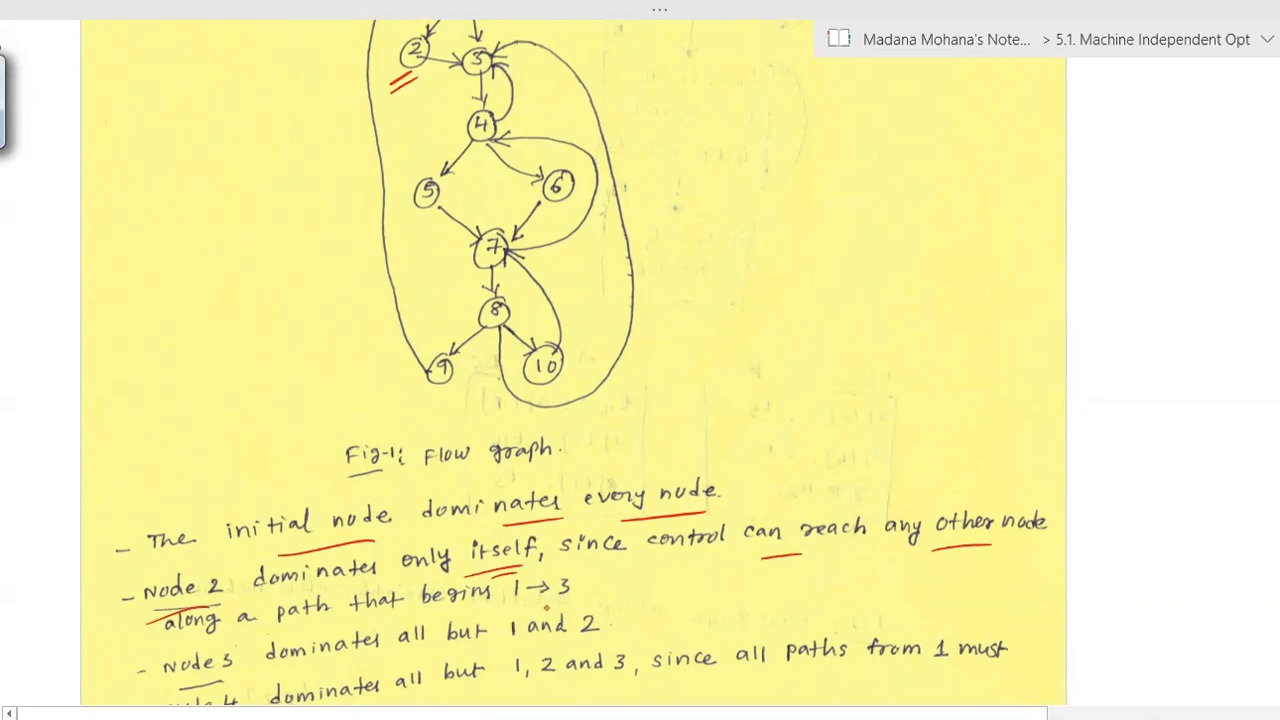 ...
Madana Mohana's Note... > 5.1. Machine Independent Opt
2
3
4
5
6
7
8
9
10
Fig-1: Flow graph.
- The initial node dominates every node.
- Node 2 dominates only itself, since control can reach any other node
along a path that begins 1 → 3
- Node 3 dominates all but 1 and 2
dominates all but 1, 2 and 3, since all paths from 1 must